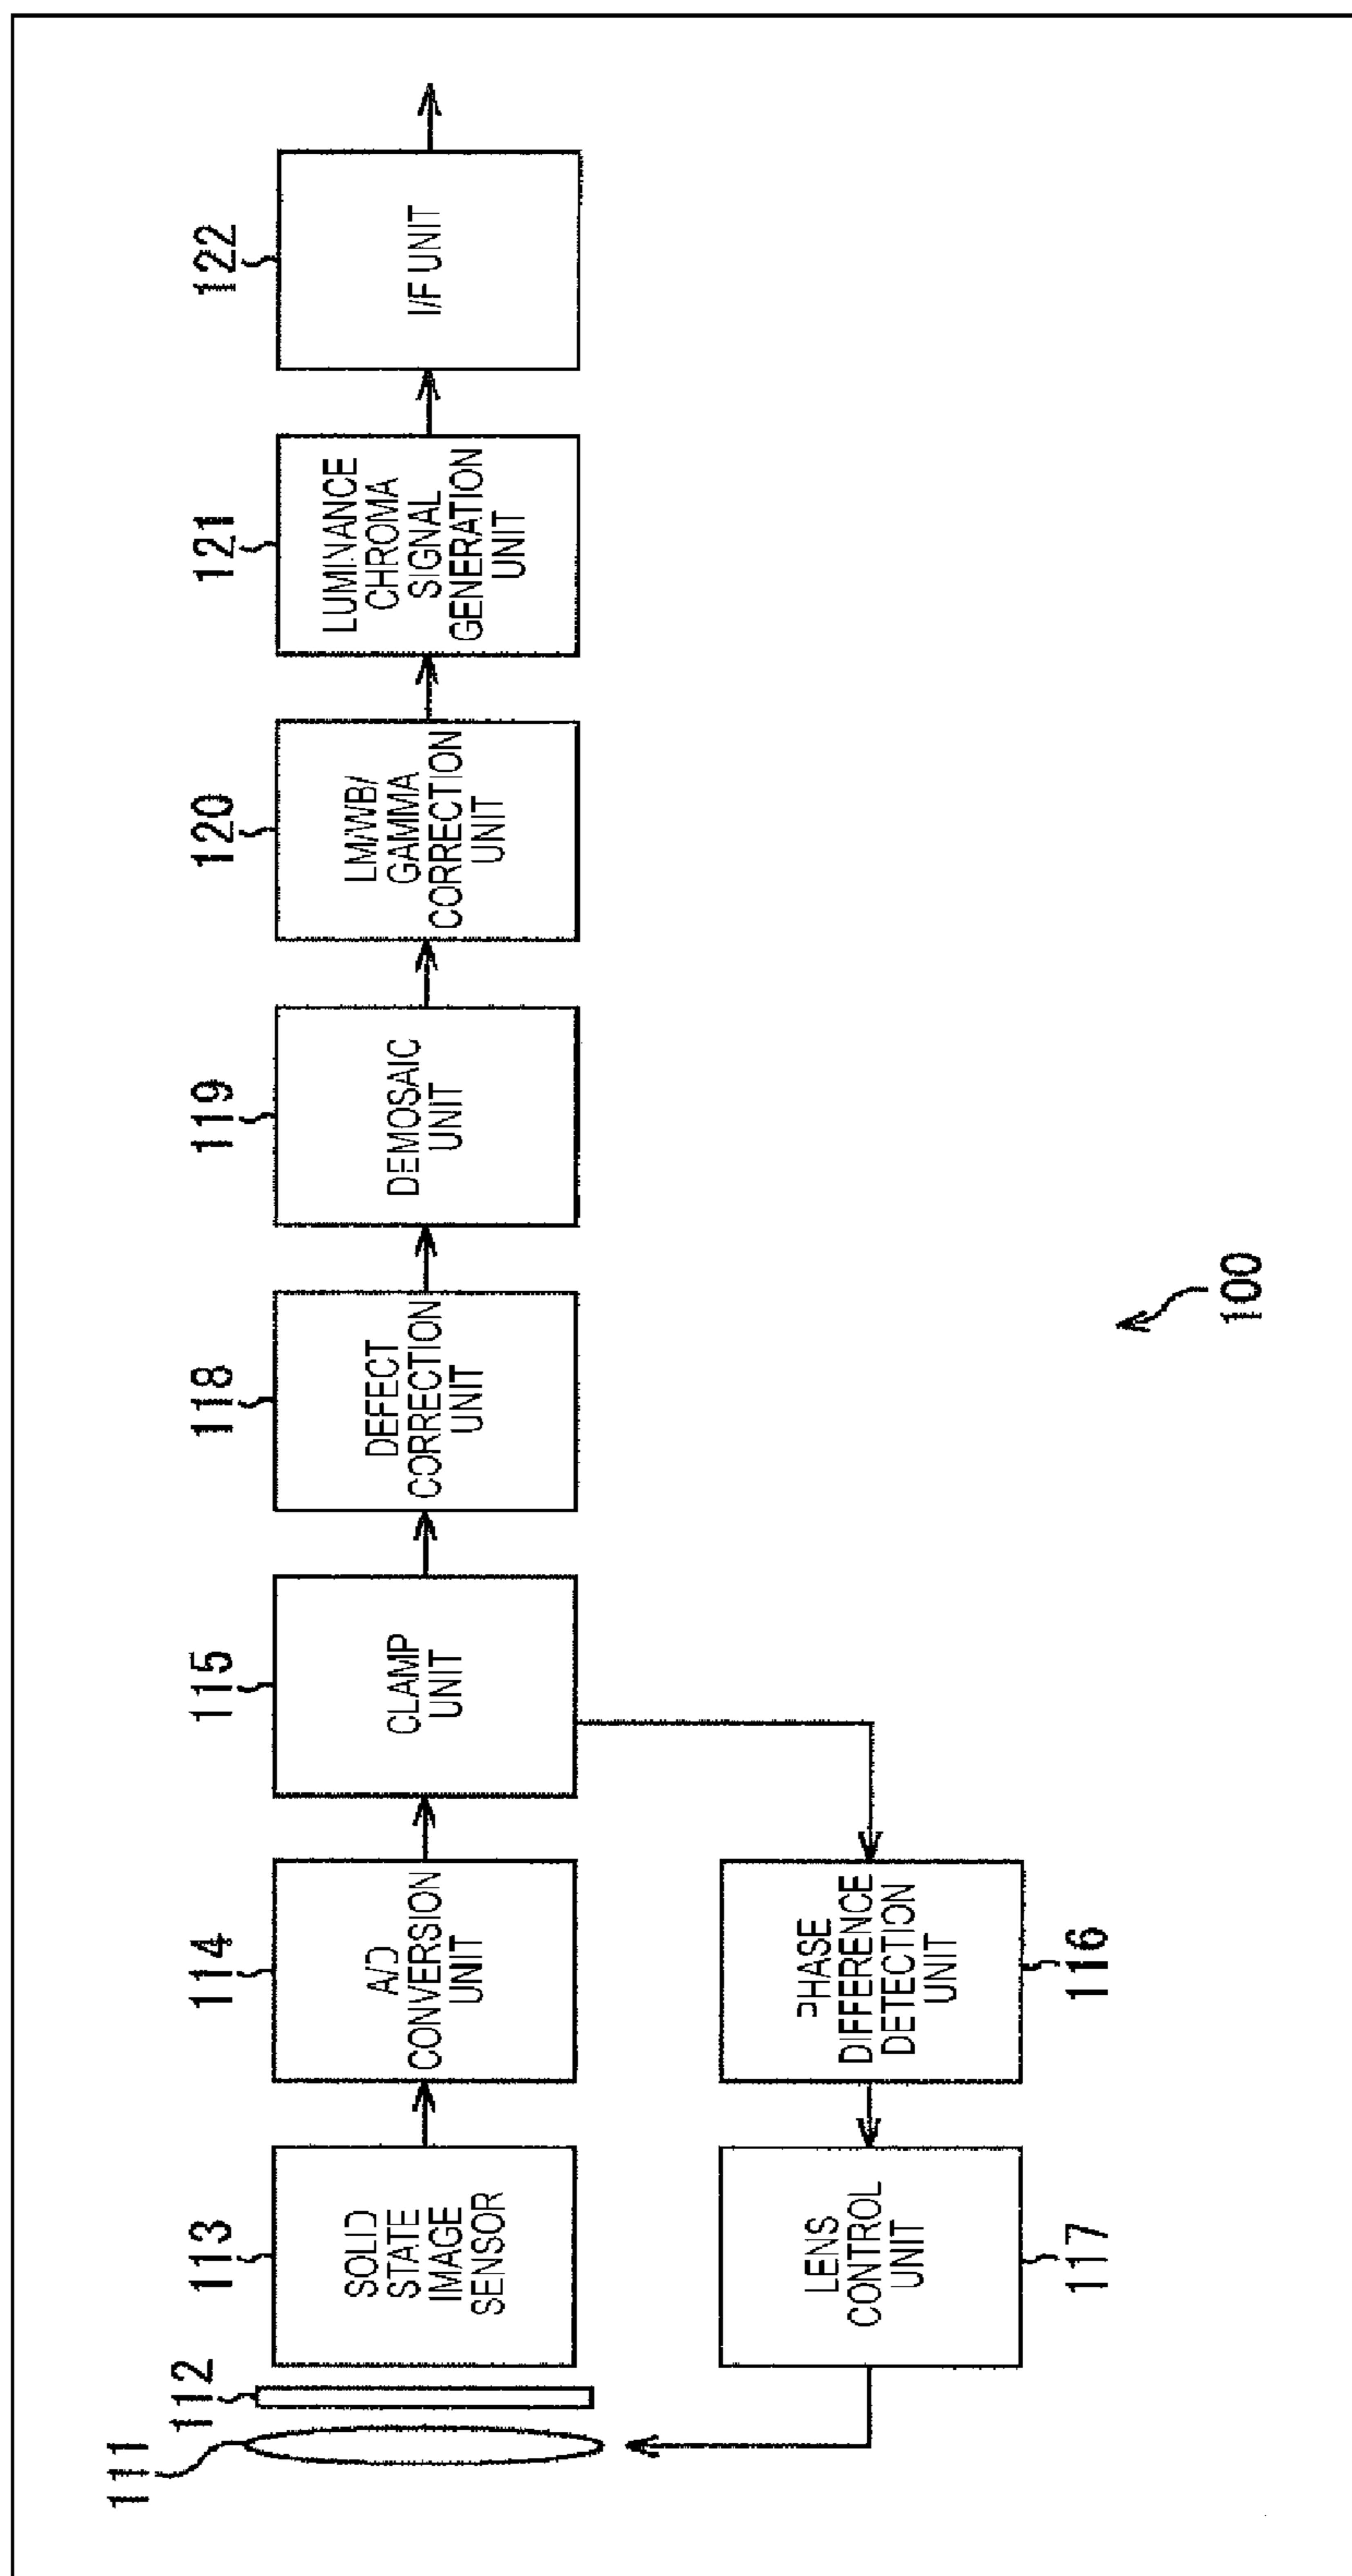 111
112
113
SOLID
STATE
IMAGE
SENSOR
114
A/D
CONVERSION
UNIT
115
CLAMP
UNIT
118
DEFECT
CORRECTION
UNIT
119
DEMOSAIC
UNIT
120
LM/WB/
GAMMA
CORRECTION
UNIT
121
LUMINANCE
CHROMA
SIGNAL
GENERATION
UNIT
122
I/F UNIT
LENS
CONTROL
UNIT
117
PHASE
DIFFERENCE
DETECTION
UNIT
116
100